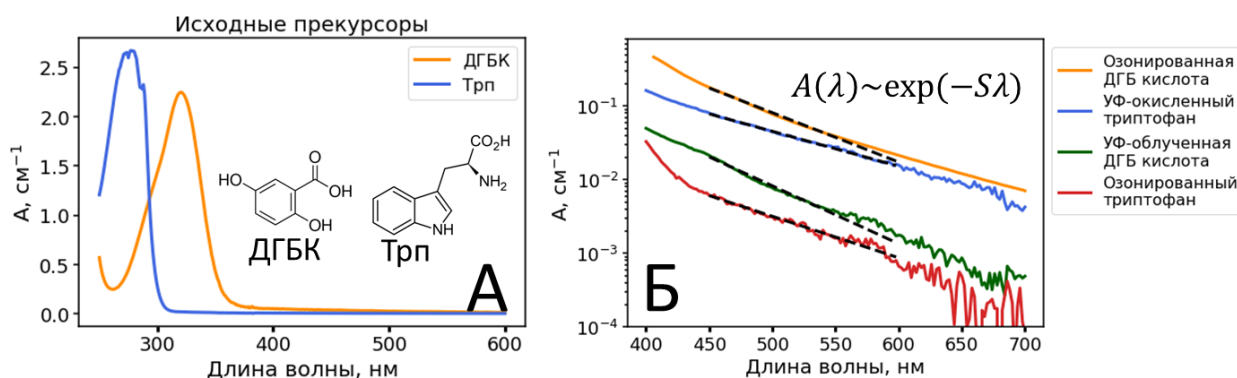 Исходные прекурсоры
A, см⁻¹
2.5
2.0
1.5
1.0
0.5
0.0
ДГБК
Трп
HO
O
OH
OH
ДГБК
CO₂H
NH₂
NH
Трп
А
300
400
500
600
Длина волны, нм
A, см⁻¹
10⁻¹
10⁻²
10⁻³
10⁻⁴
A(λ)~exp(−Sλ)
Б
400
450
500
550
600
650
700
Длина волны, нм
Озонированная
ДГБ кислота
УФ-окисленный
триптофан
УФ-облученная
ДГБ кислота
Озонированный
триптофан